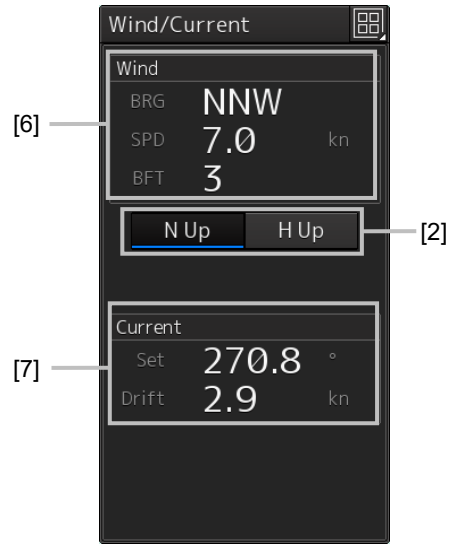 Wind/Current
Wind
BRG NNW
[6]
SPD 7.0 kn
BFT 3
N Up H Up [2]
Current
Set 270.8 °
[7]
Drift 2.9 kn